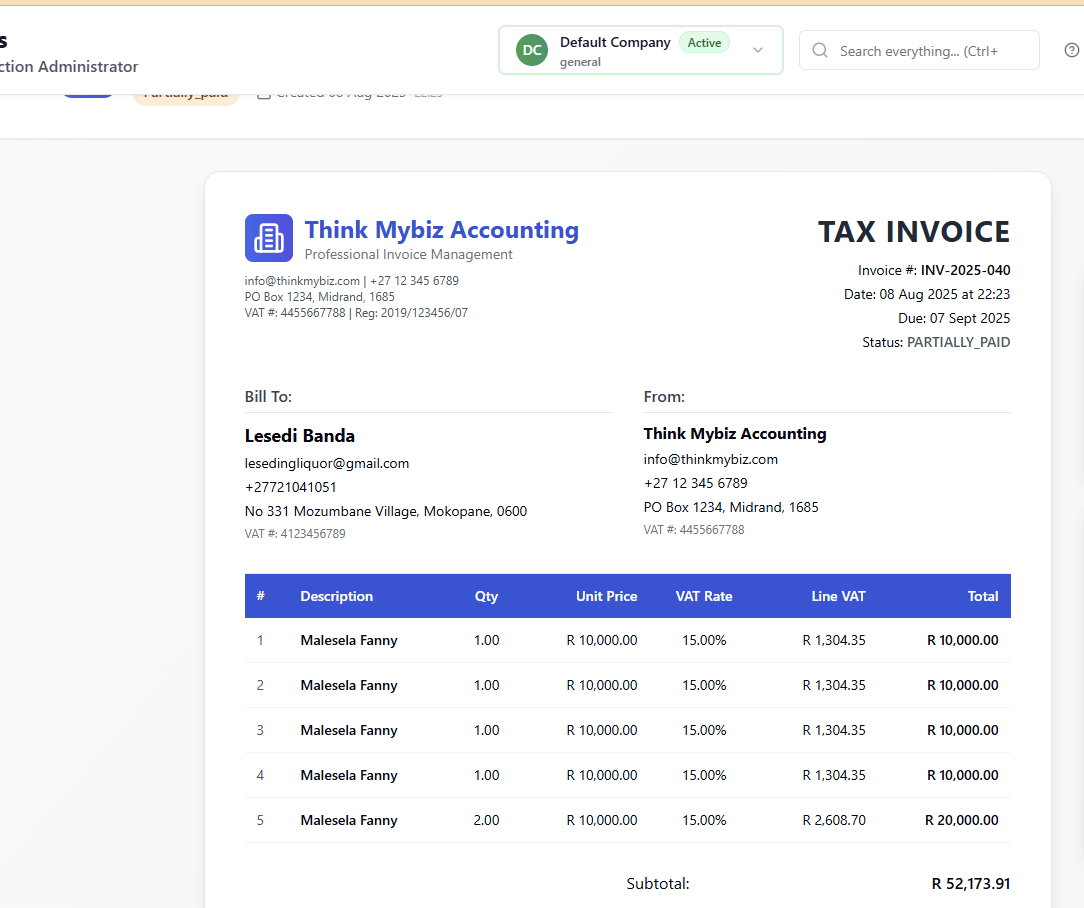 s
ction Administrator
DC
Default Company Active
general
Search everything... (Ctrl+
Think Mybiz Accounting
Professional Invoice Management
info@thinkmybiz.com | +27 12 345 6789
PO Box 1234, Midrand, 1685
VAT #: 4455667788 | Reg: 2019/123456/07
TAX INVOICE
Invoice #: INV-2025-040
Date: 08 Aug 2025 at 22:23
Due: 07 Sept 2025
Status: PARTIALLY_PAID
Bill To:
Lesedi Banda
lesedingliquor@gmail.com
+27721041051
No 331 Mozumbane Village, Mokopane, 0600
VAT #: 4123456789
From:
Think Mybiz Accounting
info@thinkmybiz.com
+27 12 345 6789
PO Box 1234, Midrand, 1685
VAT #: 4455667788
# Description Qty Unit Price VAT Rate Line VAT Total
1 Malesela Fanny 1.00 R 10,000.00 15.00% R 1,304.35 R 10,000.00
2 Malesela Fanny 1.00 R 10,000.00 15.00% R 1,304.35 R 10,000.00
3 Malesela Fanny 1.00 R 10,000.00 15.00% R 1,304.35 R 10,000.00
4 Malesela Fanny 1.00 R 10,000.00 15.00% R 1,304.35 R 10,000.00
5 Malesela Fanny 2.00 R 10,000.00 15.00% R 2,608.70 R 20,000.00
Subtotal: R 52,173.91